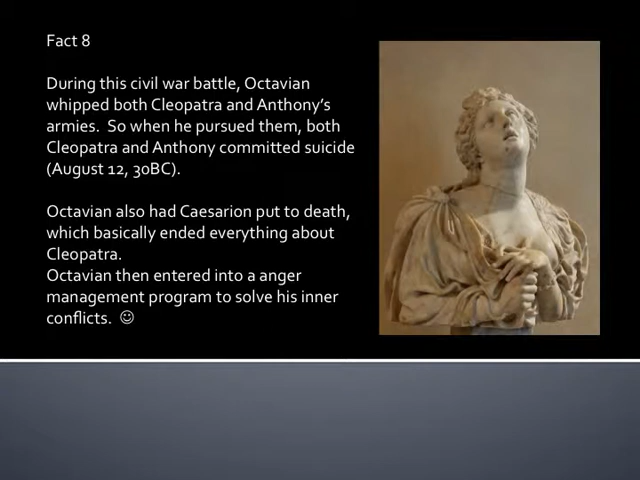 Fact 8
During this civil war battle, Octavian
whipped both Cleopatra and Anthony’s
armies.  So when he pursued them, both
Cleopatra and Anthony committed suicide
(August 12, 30BC).
Octavian also had Caesarion put to death,
which basically ended everything about
Cleopatra.
Octavian then entered into a anger
management program to solve his inner
conflicts.  ☺